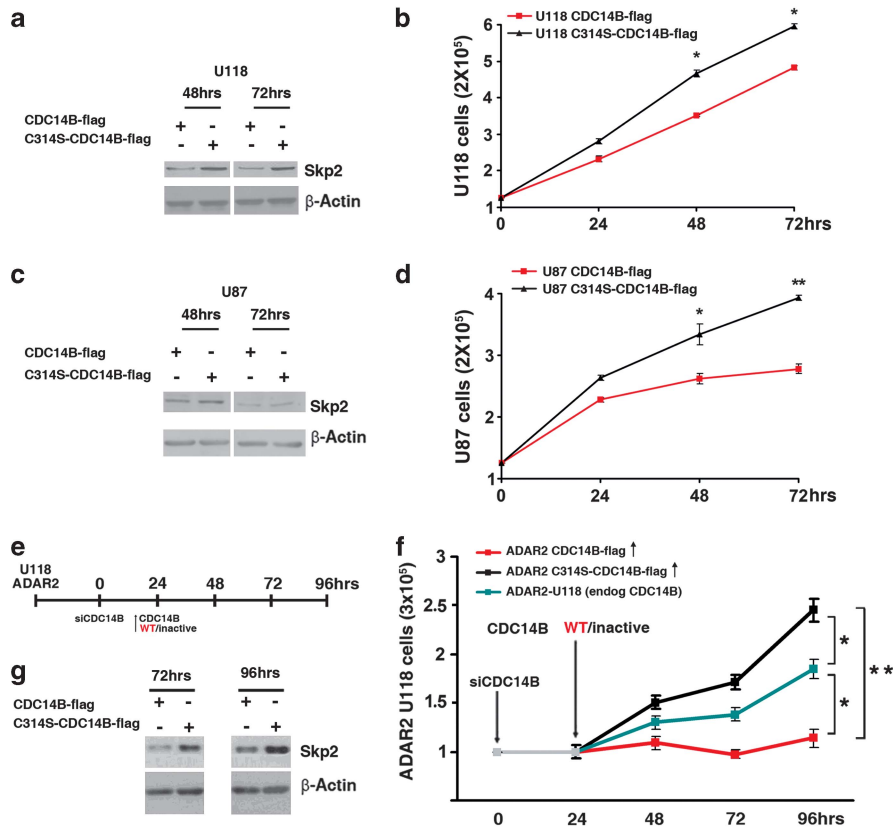 a
U118
48hrs 72hrs
CDC14B-flag + - + -
C314S-CDC14B-flag - + - +
Skp2
β-Actin
b
U118 CDC14B-flag
U118 C314S-CDC14B-flag
U118 cells (2X10⁵)
6
5
4
3
2
1
* *
0 24 48 72hrs
c
U87
48hrs 72hrs
CDC14B-flag + - + -
C314S-CDC14B-flag - + - +
Skp2
β-Actin
d
U87 CDC14B-flag
U87 C314S-CDC14B-flag
U87 cells (2X10⁵)
4
3
2
1
* **
0 24 48 72hrs
e
U118
ADAR2
0 24 48 72 96hrs
siCDC14B ↑ CDC14B
WT/inactive
f
ADAR2 CDC14B-flag ↑
ADAR2 C314S-CDC14B-flag ↑
ADAR2-U118 (endog CDC14B)
ADAR2 U118 cells (3x10⁵)
3
2.5
2
1.5
1
CDC14B WT/inactive
siCDC14B
*
*
**
0 24 48 72 96hrs
g
72hrs 96hrs
CDC14B-flag + - + -
C314S-CDC14B-flag - + - +
Skp2
β-Actin